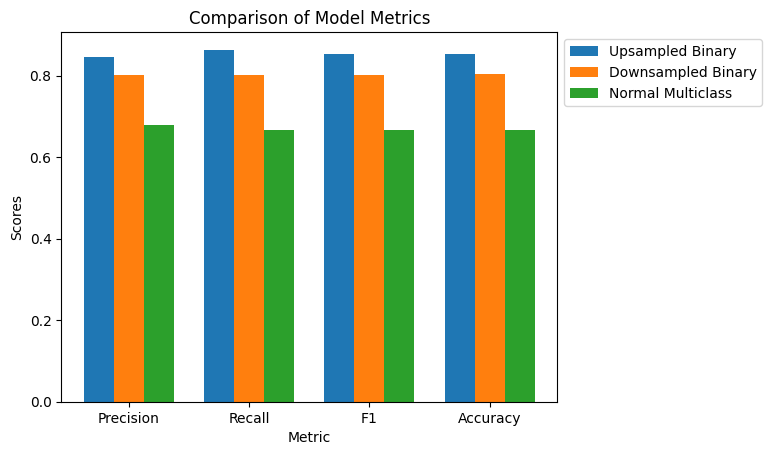 Comparison of Model Metrics
Upsampled Binary
Downsampled Binary
Normal Multiclass
Scores
0.8
0.6
0.4
0.2
0.0
Precision Recall F1 Accuracy
Metric